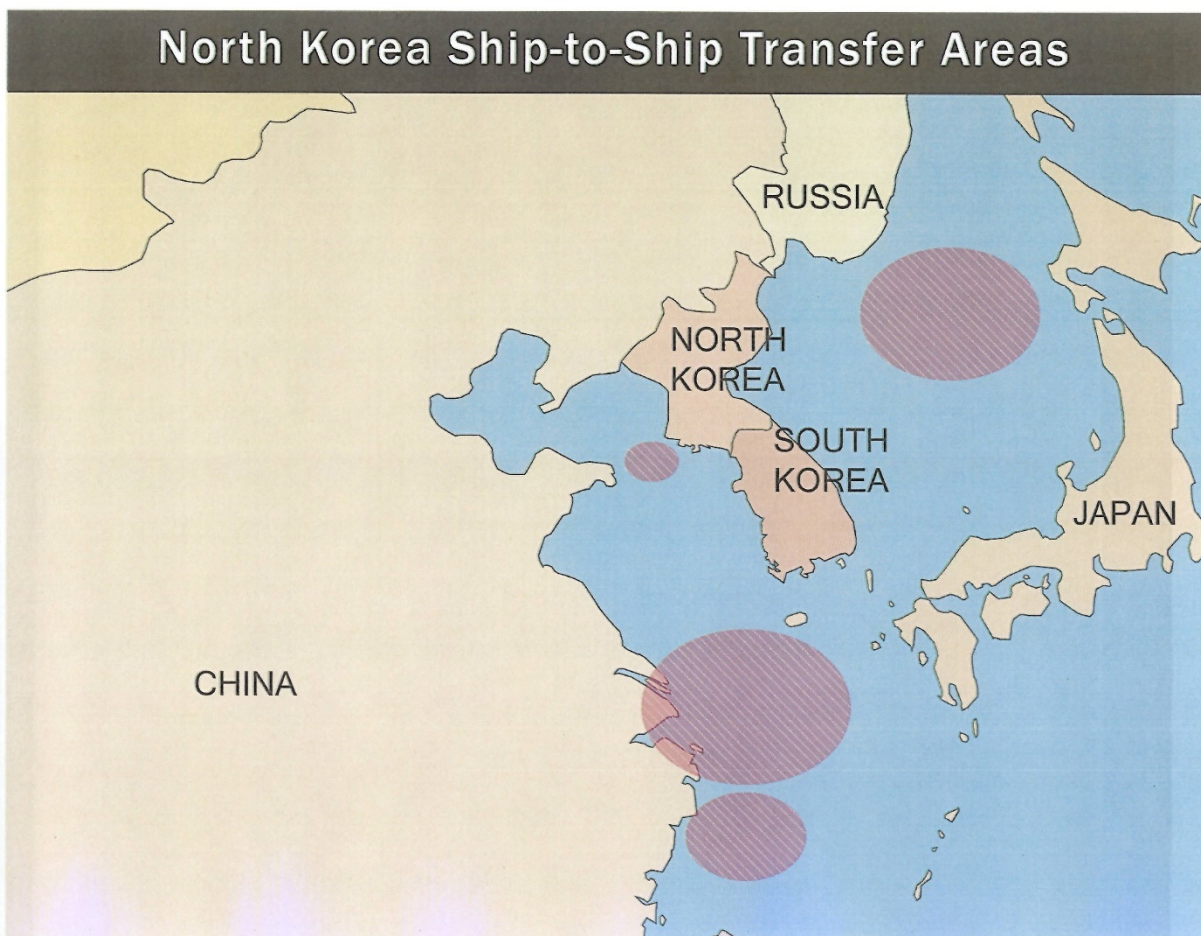 North Korea Ship-to-Ship Transfer Areas
RUSSIA
NORTH
KOREA
SOUTH
KOREA
JAPAN
CHINA